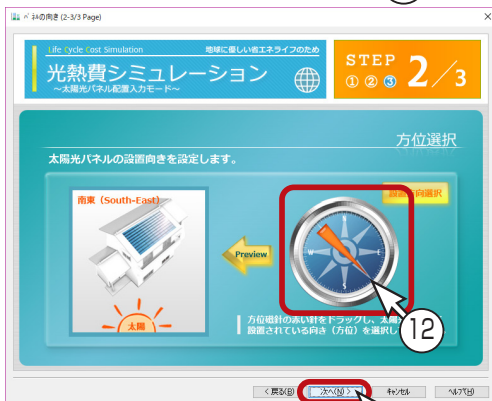 パネルの向き (2-3/3 Page)
Life Cycle Cost Simulation
地球に優しい省エネライフのため
光熱費シミュレーション
～太陽光パネル配置入力モード～
STEP
① ② ③ 2/3
方位選択
太陽光パネルの設置向きを設定します。
南東（South-East）
Preview
太陽
N
W
S
方位磁針の赤い針をドラッグし、太陽
設置されている向き（方位）を選択し
12
< 戻る(B)
次へ(N) >
キャンセル
ヘルプ(H)